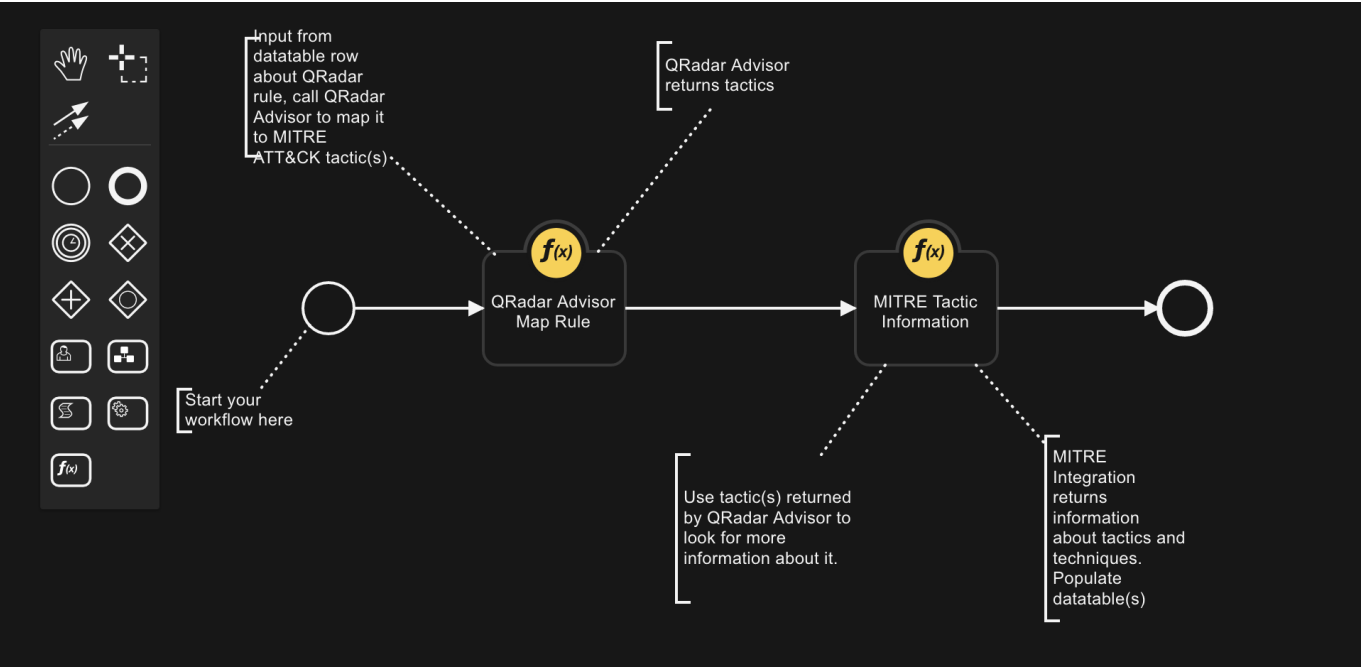 Input from
datatable row
about QRadar
rule, call QRadar
Advisor to map it
to MITRE
ATT&CK tactic(s)
QRadar Advisor
returns tactics
f(x)
QRadar Advisor
Map Rule
f(x)
MITRE Tactic
Information
Start your
workflow here
f(x)
Use tactic(s) returned
by QRadar Advisor to
look for more
information about it.
MITRE
Integration
returns
information
about tactics and
techniques.
Populate
datatable(s)